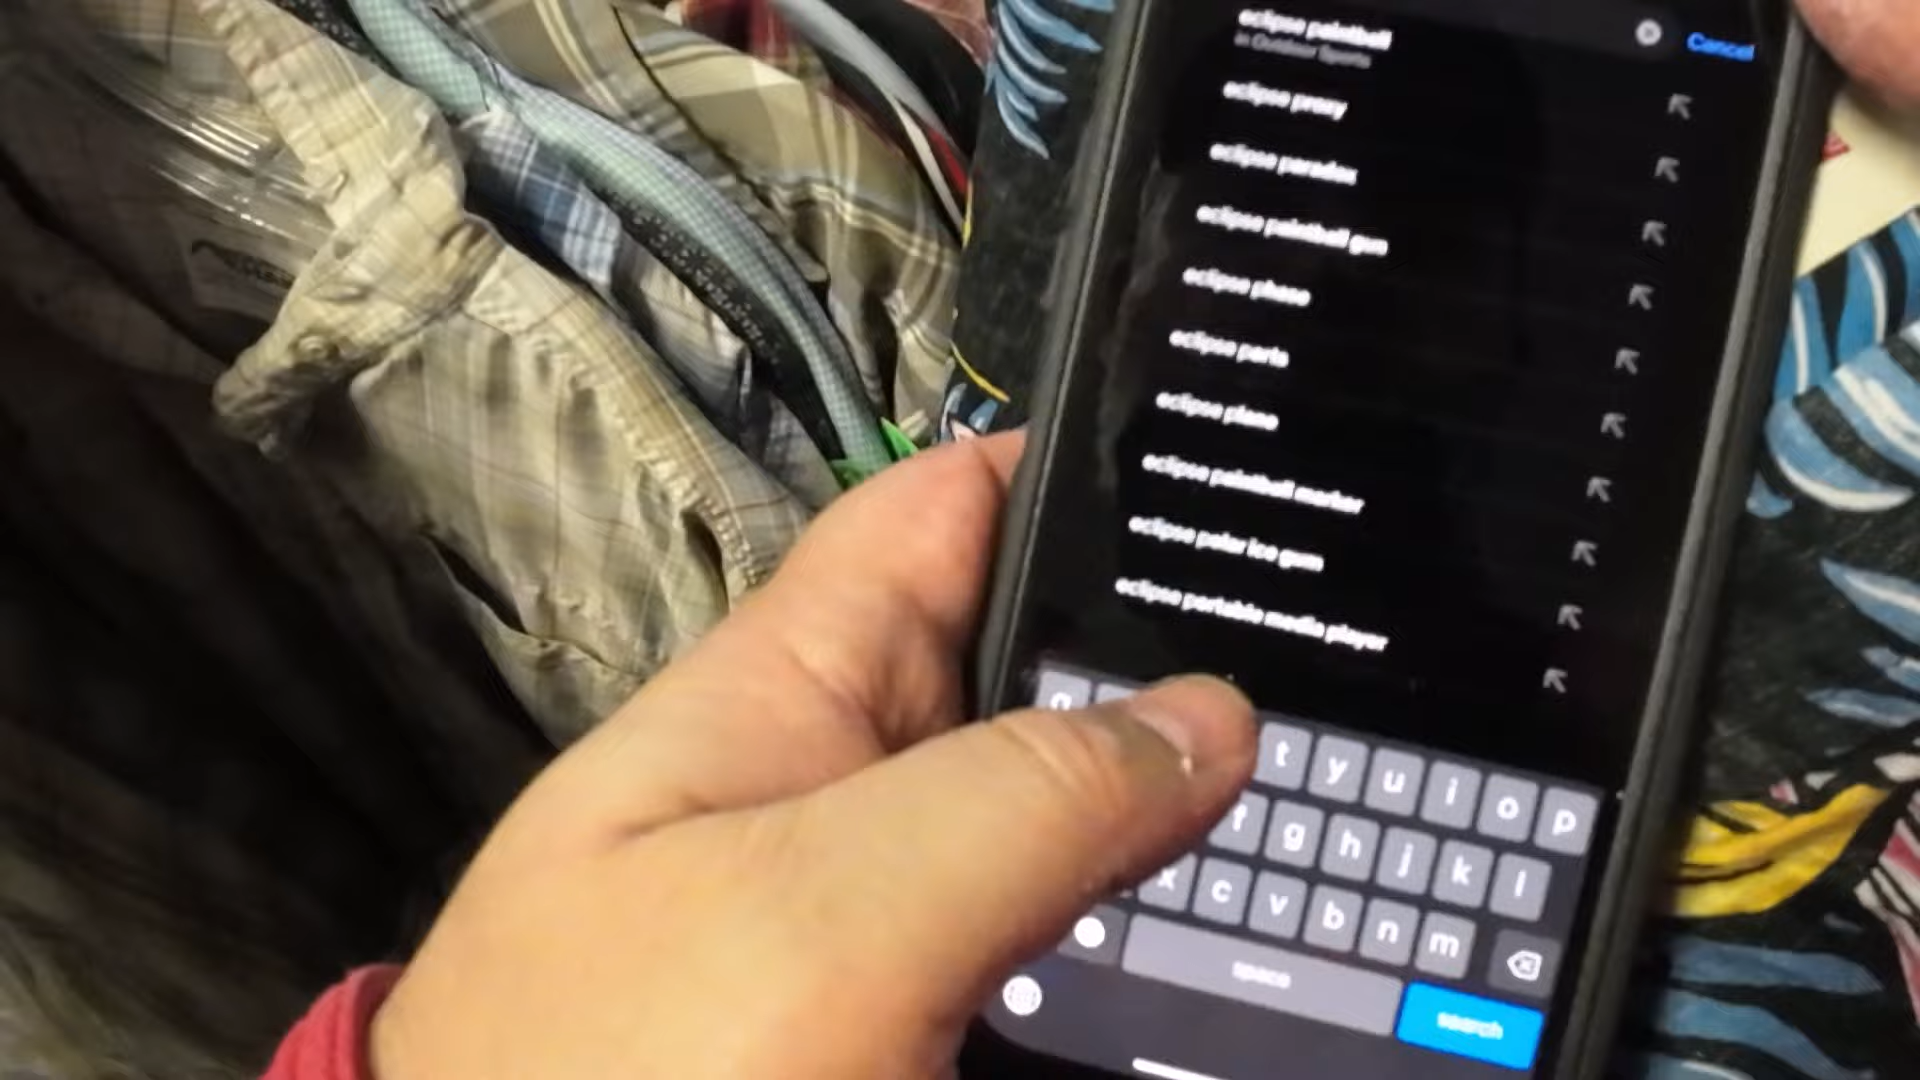 eclipse paintball
in Outdoor Sports
Cancel
eclipse proxy
eclipse paradox
eclipse paintball gun
eclipse phase
eclipse parts
eclipse plane
eclipse paintball marker
eclipse polar ice gum
eclipse portable media player
q
t y u i o p
f g h j k l
x c v b n m
space
search